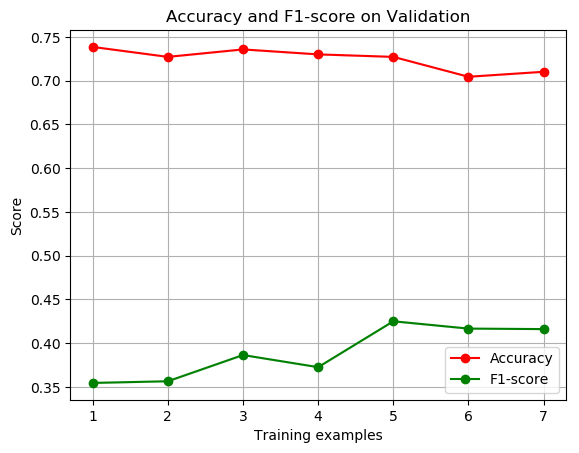 Accuracy and F1-score on Validation
0.75
0.70
0.65
0.60
0.55
0.50
0.45
0.40
0.35
Score
1 2 3 4 5 6 7
Training examples
Accuracy
F1-score